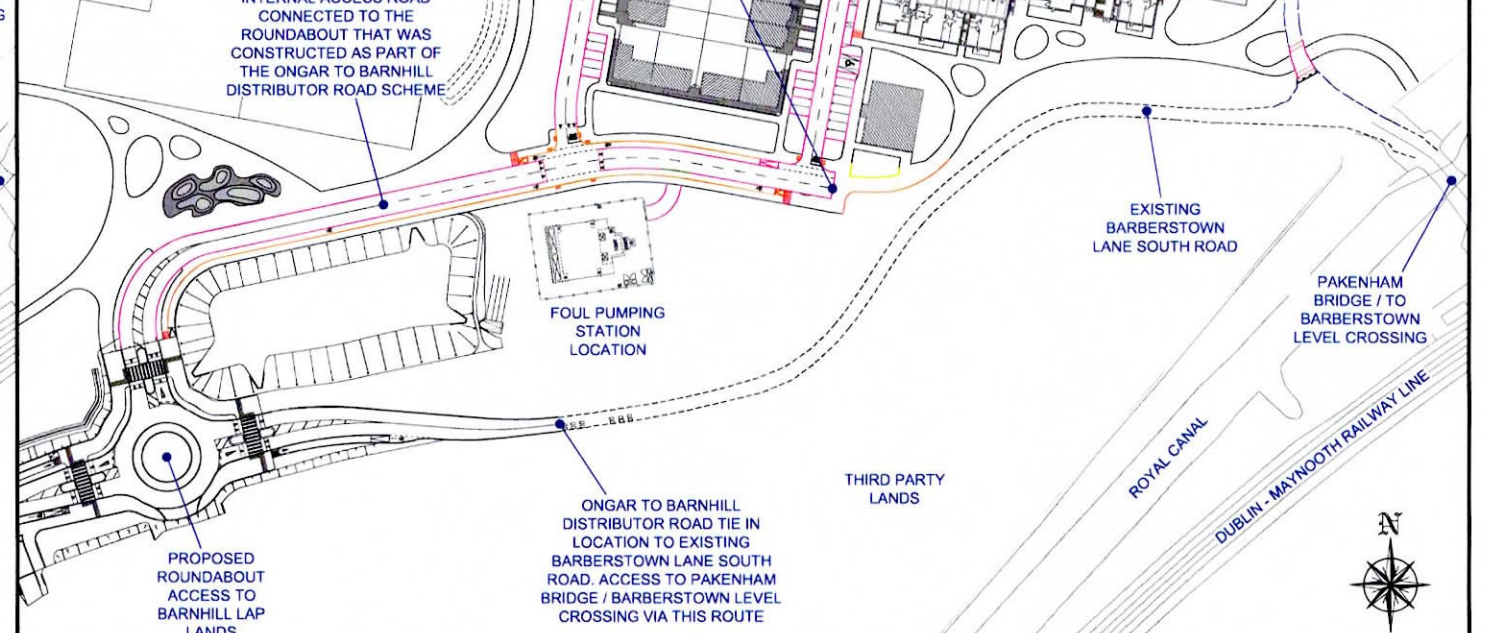 INTERNAL ACCESS ROAD
CONNECTED TO THE
ROUNDABOUT THAT WAS
CONSTRUCTED AS PART OF
THE ONGAR TO BARNHILL
DISTRIBUTOR ROAD SCHEME
EXISTING
BARBERSTOWN
LANE SOUTH ROAD
PAKENHAM
BRIDGE / TO
BARBERSTOWN
LEVEL CROSSING
FOUL PUMPING
STATION
LOCATION
ROYAL CANAL
DUBLIN - MAYNOOTH RAILWAY LINE
THIRD PARTY
LANDS
ONGAR TO BARNHILL
DISTRIBUTOR ROAD TIE IN
LOCATION TO EXISTING
BARBERSTOWN LANE SOUTH
ROAD. ACCESS TO PAKENHAM
BRIDGE / BARBERSTOWN LEVEL
CROSSING VIA THIS ROUTE
PROPOSED
ROUNDABOUT
ACCESS TO
BARNHILL LAP
LANDS
N